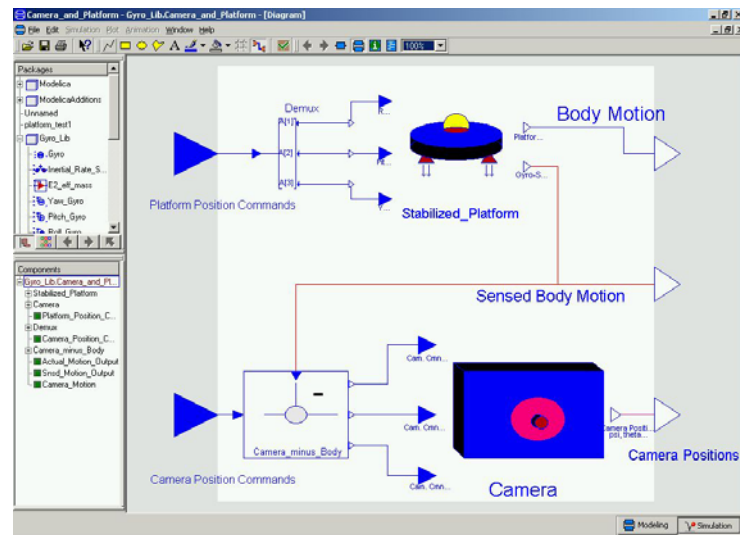 Camera_and_Platform - Gyro_Lib.Camera_and_Platform - [Diagram]
File Edit Simulation Plot Animation Window Help
100%
Packages
Modelica
ModelicaAdditions
Unnamed
platform_test1
Gyro_Lib
.Gyro
Inertial_Rate_S...
E2_eff_mass
Yaw_Gyro
Pitch_Gyro
Roll_Gyro
Components
Gyro_Lib.Camera_and_Pl...
Stabilized_Platform
Camera
Platform_Position_C...
Demux
Camera_Position_C...
Camera_minus_Body
Actual_Motion_Output
Snsd_Motion_Output
Camera_Motion
Demux
A[1]
A[2]
A[3]
R...
Y...
Platform Position Commands
Stabilized_Platform
Platfor...
Gyro-S...
Body Motion
Sensed Body Motion
-
Camera_minus_Body
Camera Position Commands
Cam. Cmn...
Cam. Cmn...
Cam. Cmn...
Camera
Camera Positi...
psi, theta...
Camera Positions
Modeling
Simulation